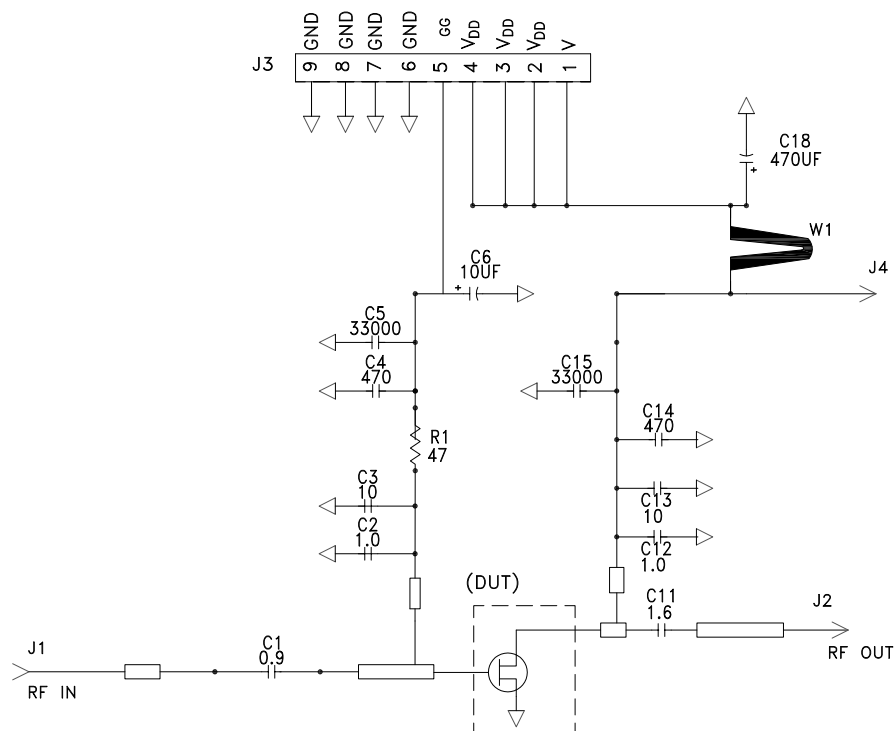 GND
GND
GND
GND
GG
VDD
VDD
VDD
V
J3
9
8
7
6
5
4
3
2
1
C18
470UF
W1
J4
C6
10UF
C5
33000
C4
470
C15
33000
C14
470
R1
47
C3
10
C13
10
C2
1.0
C12
1.0
(DUT)
C11
1.6
J2
RF OUT
J1
RF IN
C1
0.9
+
+